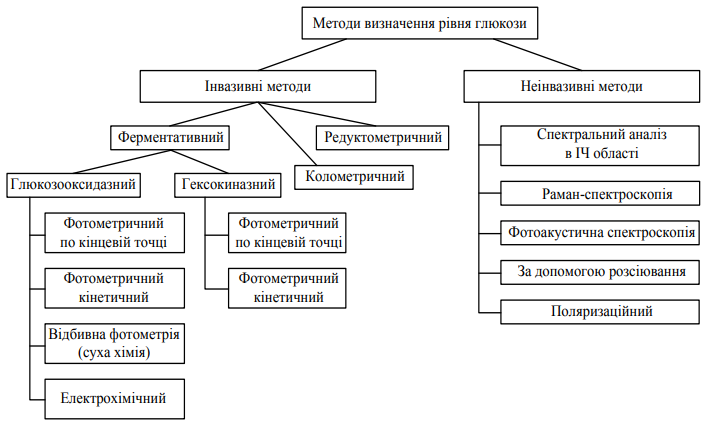 Методи визначення рівня глюкози
Інвазивні методи
Неінвазивні методи
Ферментативний
Редуктометричний
Колометричний
Глюкозооксидазний
Гексокиназний
Фотометричний
по кінцевій точці
Фотометричний
кінетичний
Відбивна фотометрія
(суха хімія)
Електрохімічний
Фотометричний
по кінцевій точці
Фотометричний
кінетичний
Спектральний аналіз
в ІЧ області
Раман-спектроскопія
Фотоакустична спектроскопія
За допомогою розсіювання
Поляризаційний